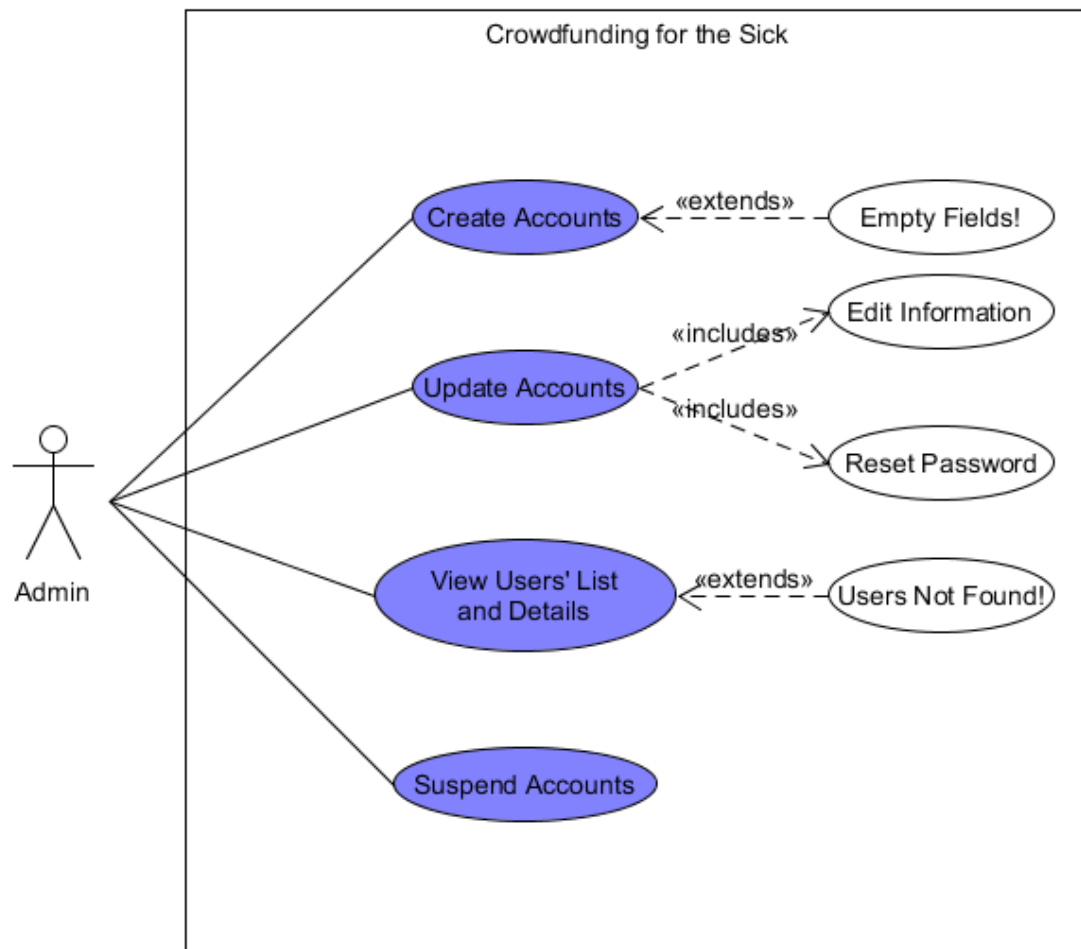 Crowdfunding for the Sick
Create Accounts
«extends»
Empty Fields!
Edit Information
«includes»
Update Accounts
«includes»
Reset Password
Admin
View Users' List
and Details
«extends»
Users Not Found!
Suspend Accounts